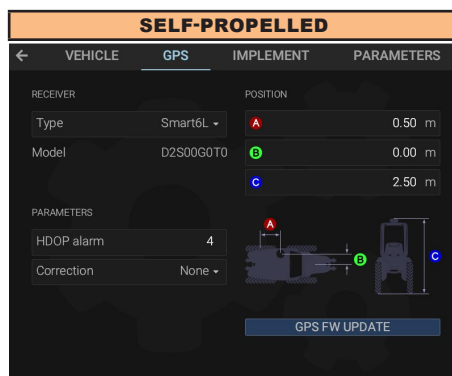 SELF-PROPELLED
← VEHICLE GPS IMPLEMENT PARAMETERS
RECEIVER
Type Smart6L
Model D2S00G0T0
PARAMETERS
HDOP alarm 4
Correction None
POSITION
A 0.50 m
B 0.00 m
C 2.50 m
A
B
C
GPS FW UPDATE